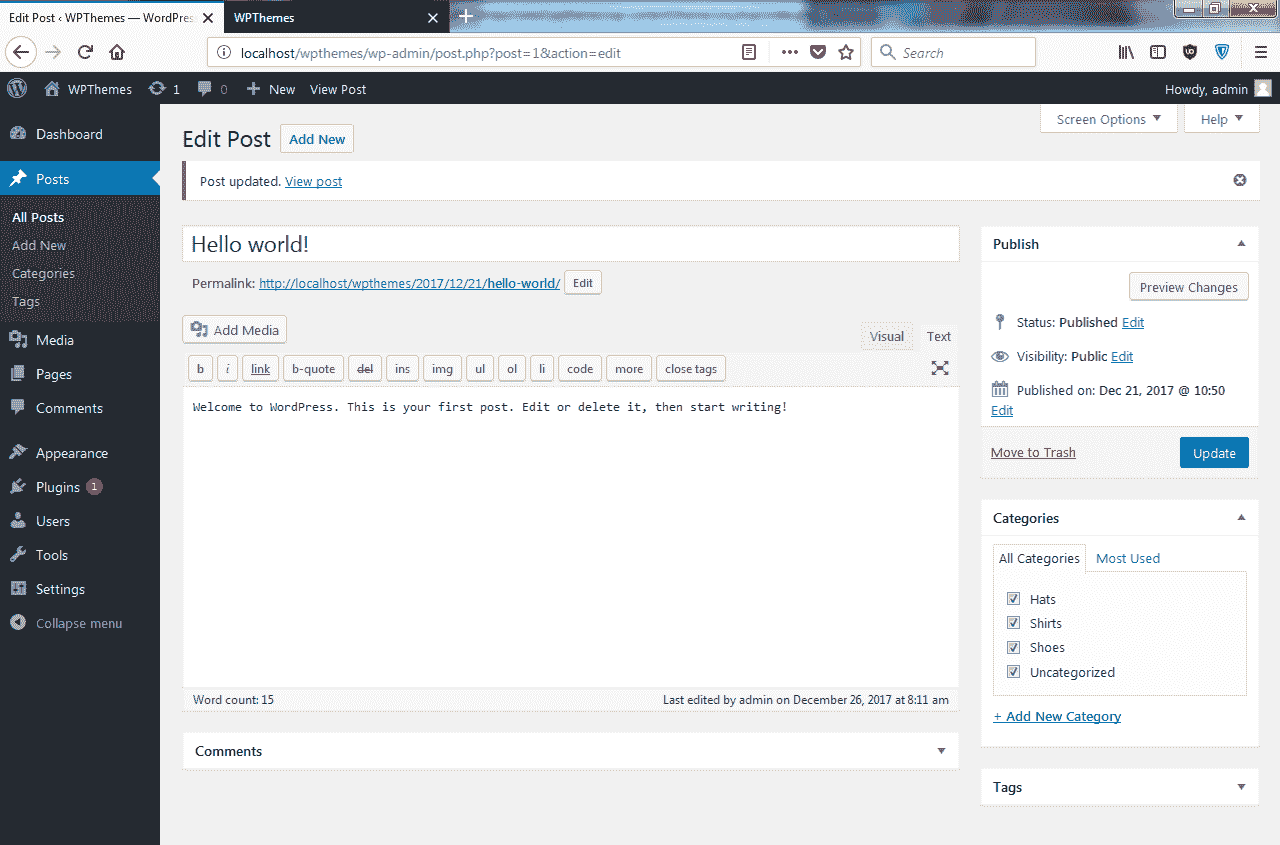 Edit Post ‹ WPThemes — WordPres
WPThemes
localhost/wpthemes/wp-admin/post.php?post=1&action=edit
Search
WPThemes 1 0 New View Post
Howdy, admin
Dashboard
Posts
All Posts
Add New
Categories
Tags
Media
Pages
Comments
Appearance
Plugins 1
Users
Tools
Settings
Collapse menu
Screen Options
Help
Edit Post Add New
Post updated. View post
Hello world!
Permalink: http://localhost/wpthemes/2017/12/21/hello-world/ Edit
Add Media
Visual Text
b i link b-quote del ins img ul ol li code more close tags
Welcome to WordPress. This is your first post. Edit or delete it, then start writing!
Word count: 15
Last edited by admin on December 26, 2017 at 8:11 am
Comments
Publish
Preview Changes
Status: Published Edit
Visibility: Public Edit
Published on: Dec 21, 2017 @ 10:50
Edit
Move to Trash
Update
Categories
All Categories Most Used
Hats
Shirts
Shoes
Uncategorized
+ Add New Category
Tags